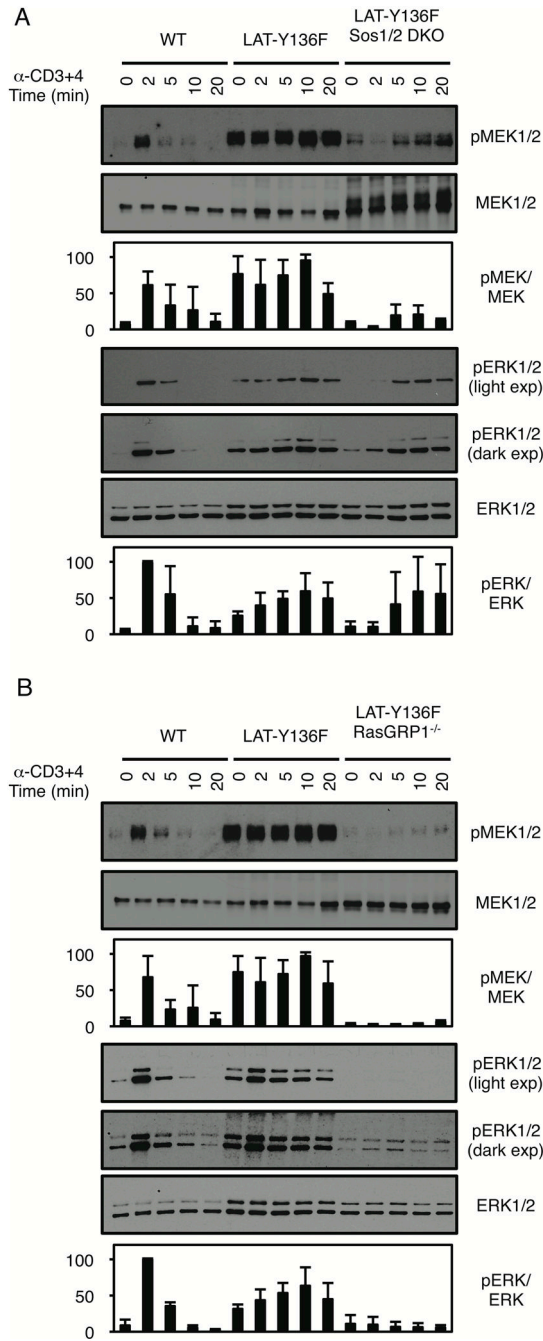 A
WT
LAT-Y136F
LAT-Y136F
Sos1/2 DKO
α-CD3+4
Time (min)
0 2 5 10 20 0 2 5 10 20 0 2 5 10 20
pMEK1/2
MEK1/2
100
50
0
pMEK/
MEK
pERK1/2
(light exp)
pERK1/2
(dark exp)
ERK1/2
100
50
0
pERK/
ERK
B
WT
LAT-Y136F
LAT-Y136F
RasGRP1-/-
α-CD3+4
Time (min)
0 2 5 10 20 0 2 5 10 20 0 2 5 10 20
pMEK1/2
MEK1/2
100
50
0
pMEK/
MEK
pERK1/2
(light exp)
pERK1/2
(dark exp)
ERK1/2
100
50
0
pERK/
ERK